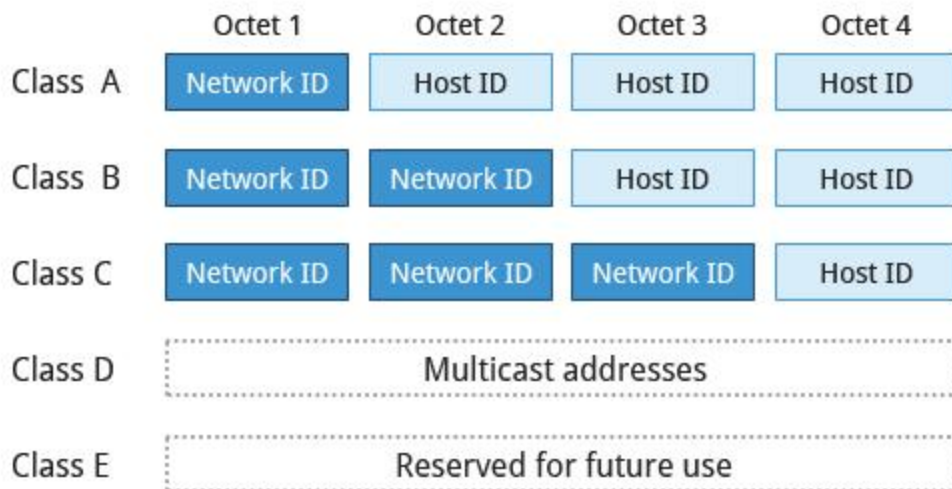 Octet 1 Octet 2 Octet 3 Octet 4
Class A Network ID Host ID Host ID Host ID
Class B Network ID Network ID Host ID Host ID
Class C Network ID Network ID Network ID Host ID
Class D Multicast addresses
Class E Reserved for future use